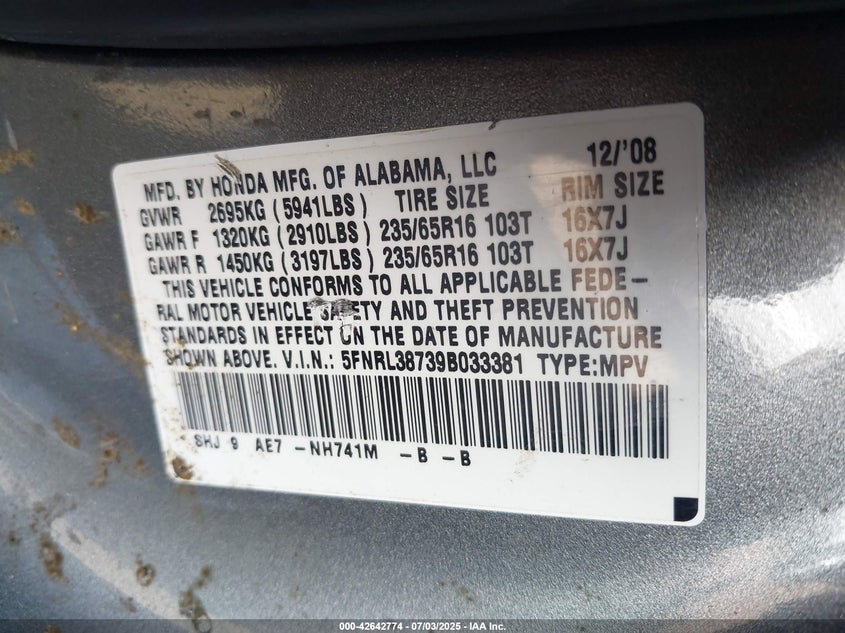 MFD. BY HONDA MFG. OF ALABAMA, LLC 12/'08
GVWR 2695KG (5941LBS) TIRE SIZE RIM SIZE
GAWR F 1320KG (2910LBS) 235/65R16 103T 16X7J
GAWR R 1450KG (3197LBS) 235/65R16 103T 16X7J
THIS VEHICLE CONFORMS TO ALL APPLICABLE FEDE-
RAL MOTOR VEHICLE SAFETY AND THEFT PREVENTION
STANDARDS IN EFFECT ON THE DATE OF MANUFACTURE
SHOWN ABOVE. V.I.N.: 5FNRL38739B033381 TYPE:MPV
SHJ 9 AE7 -NH741M -B -B
000-42642774 - 07/03/2025 - IAA Inc.